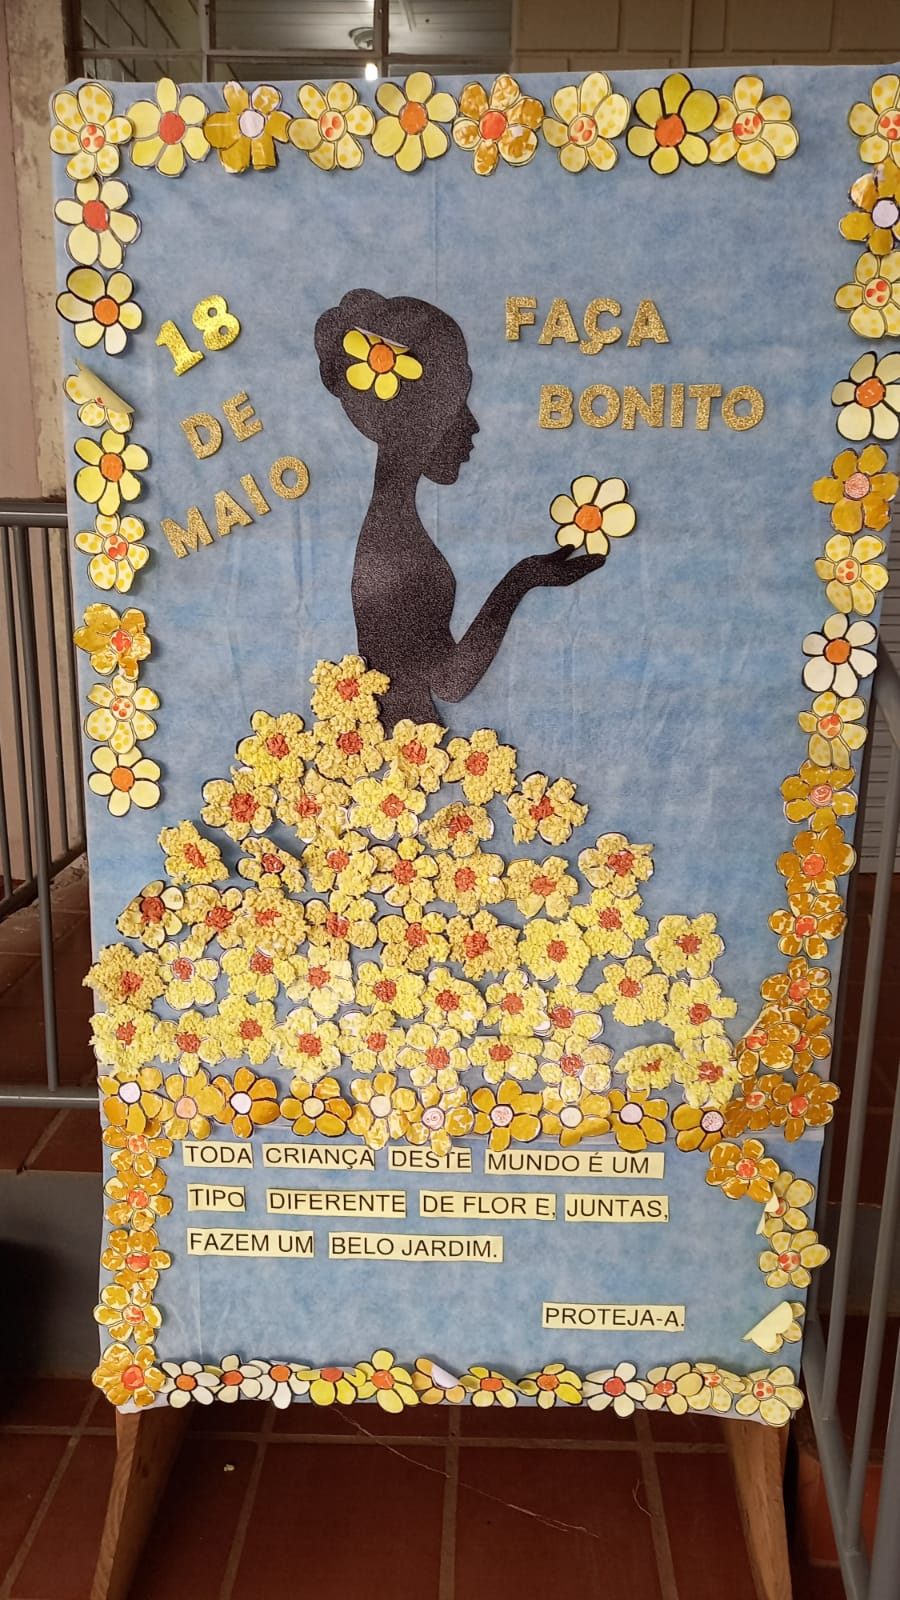 18
DE
MAIO
FAÇA
BONITO
TODA CRIANÇA DESTE MUNDO É UM
TIPO DIFERENTE DE FLOR E, JUNTAS,
FAZEM UM BELO JARDIM.
PROTEJA-A.